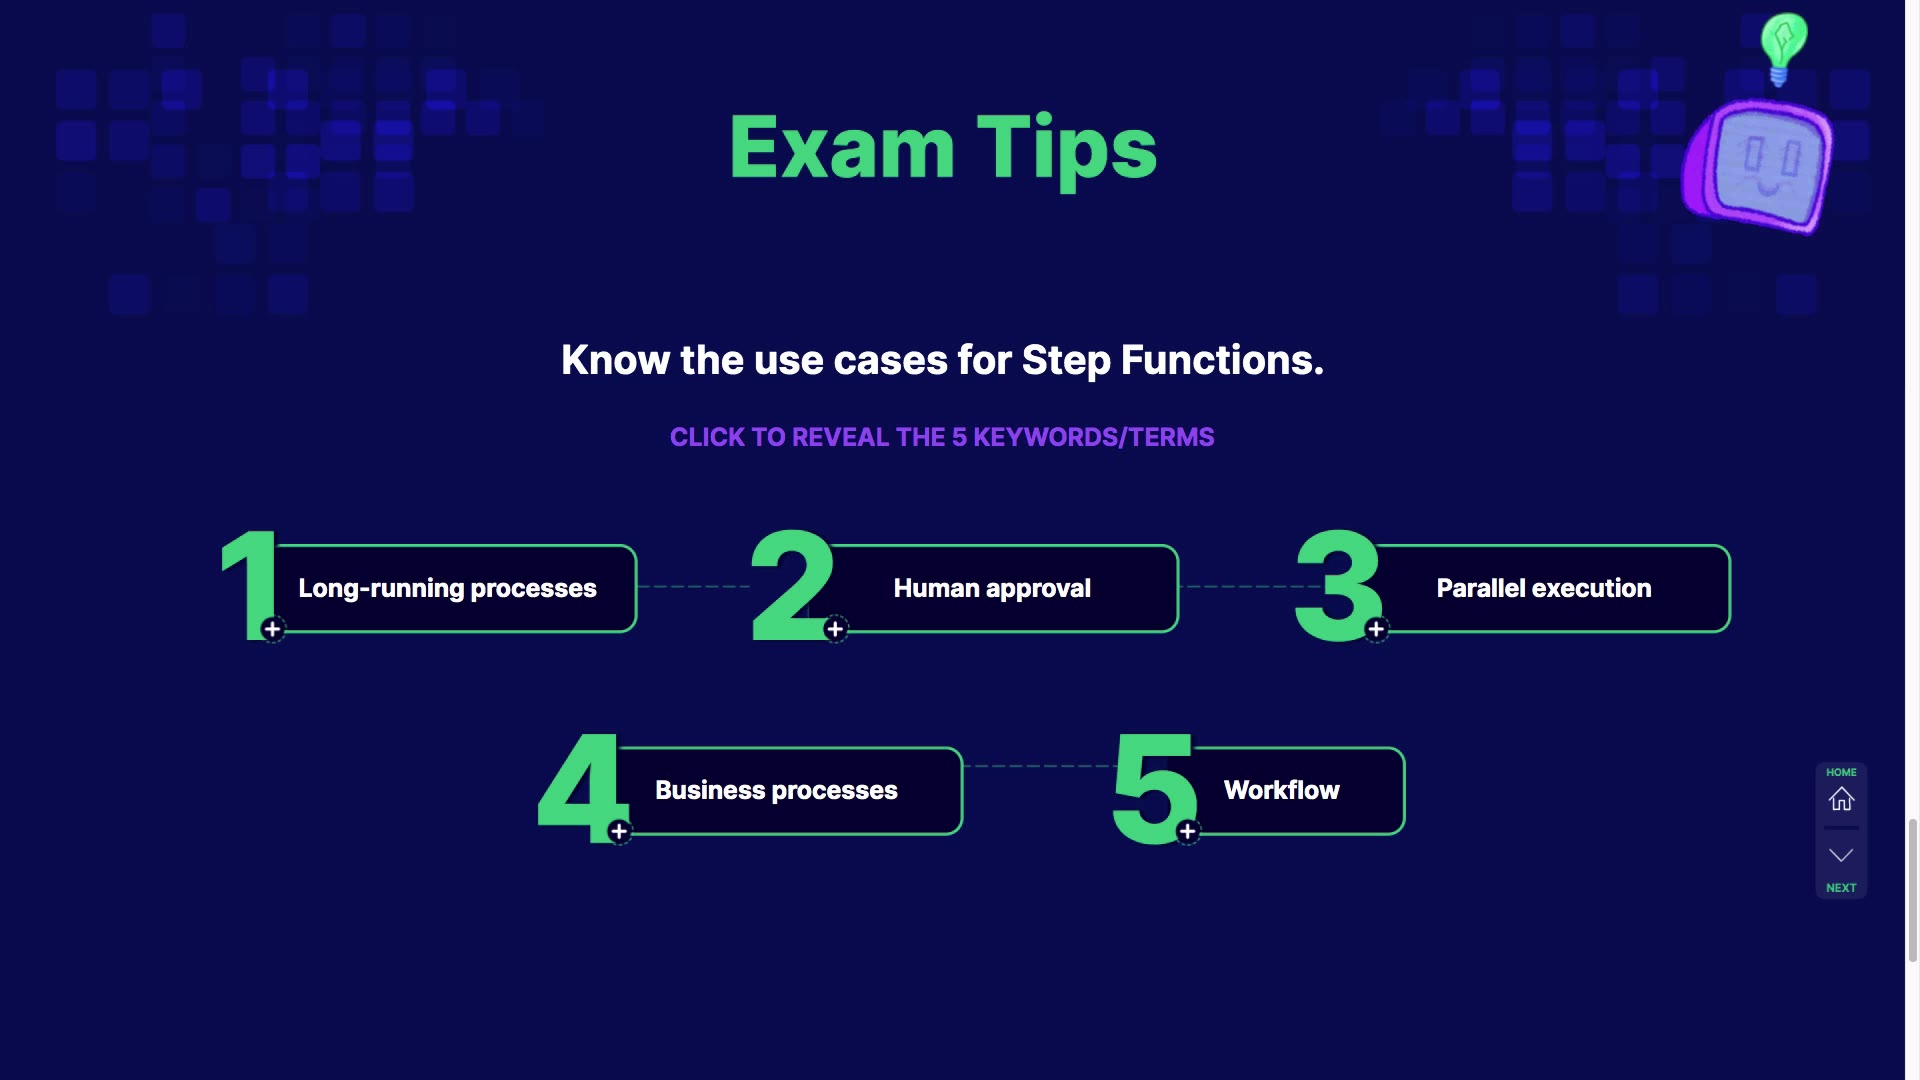 Exam Tips
Know the use cases for Step Functions.
CLICK TO REVEAL THE 5 KEYWORDS/TERMS
1 Long-running processes
2 Human approval
3 Parallel execution
4 Business processes
5 Workflow
HOME
NEXT